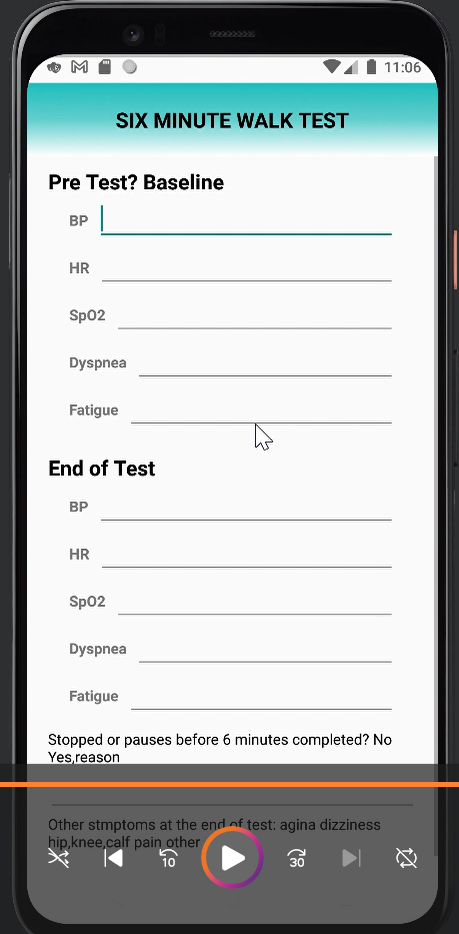 11:06
SIX MINUTE WALK TEST
Pre Test? Baseline
BP
HR
SpO2
Dyspnea
Fatigue
End of Test
BP
HR
SpO2
Dyspnea
Fatigue
Stopped or pauses before 6 minutes completed? No
Yes,reason
Other stmptoms at the end of test: agina dizziness
hip,knee,calf pain other
10
30